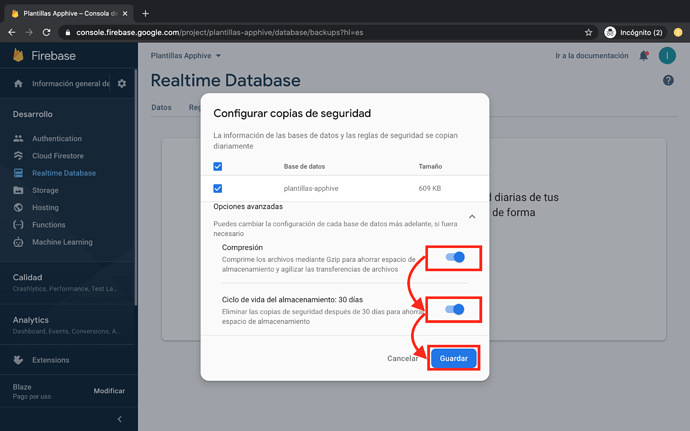 Plantillas Apphive – Consola de
console.firebase.google.com/project/plantillas-apphive/database/backups?hl=es
Incógnito (2)
Firebase
Plantillas Apphive
Ir a la documentación
I
Información general de
Realtime Database
Desarrollo
Datos
Authentication
Cloud Firestore
Realtime Database
Storage
Hosting
Functions
Machine Learning
Calidad
Crashlytics, Performance, Test La...
Analytics
Dashboard, Events, Conversions, A...
Extensions
Blaze
Pago por uso
Modificar
Configurar copias de seguridad
La información de las bases de datos y las reglas de seguridad se copian
diariamente
Base de datos
Tamaño
plantillas-apphive
609 KB
Opciones avanzadas
Puedes cambiar la configuración de cada base de datos más adelante, si fuera
necesario
Compresión
Comprime los archivos mediante Gzip para ahorrar espacio de
almacenamiento y agilizar las transferencias de archivos
Ciclo de vida del almacenamiento: 30 días
Eliminar las copias de seguridad después de 30 días para ahorrar
espacio de almacenamiento
Cancelar
Guardar
d diarias de tus
de forma